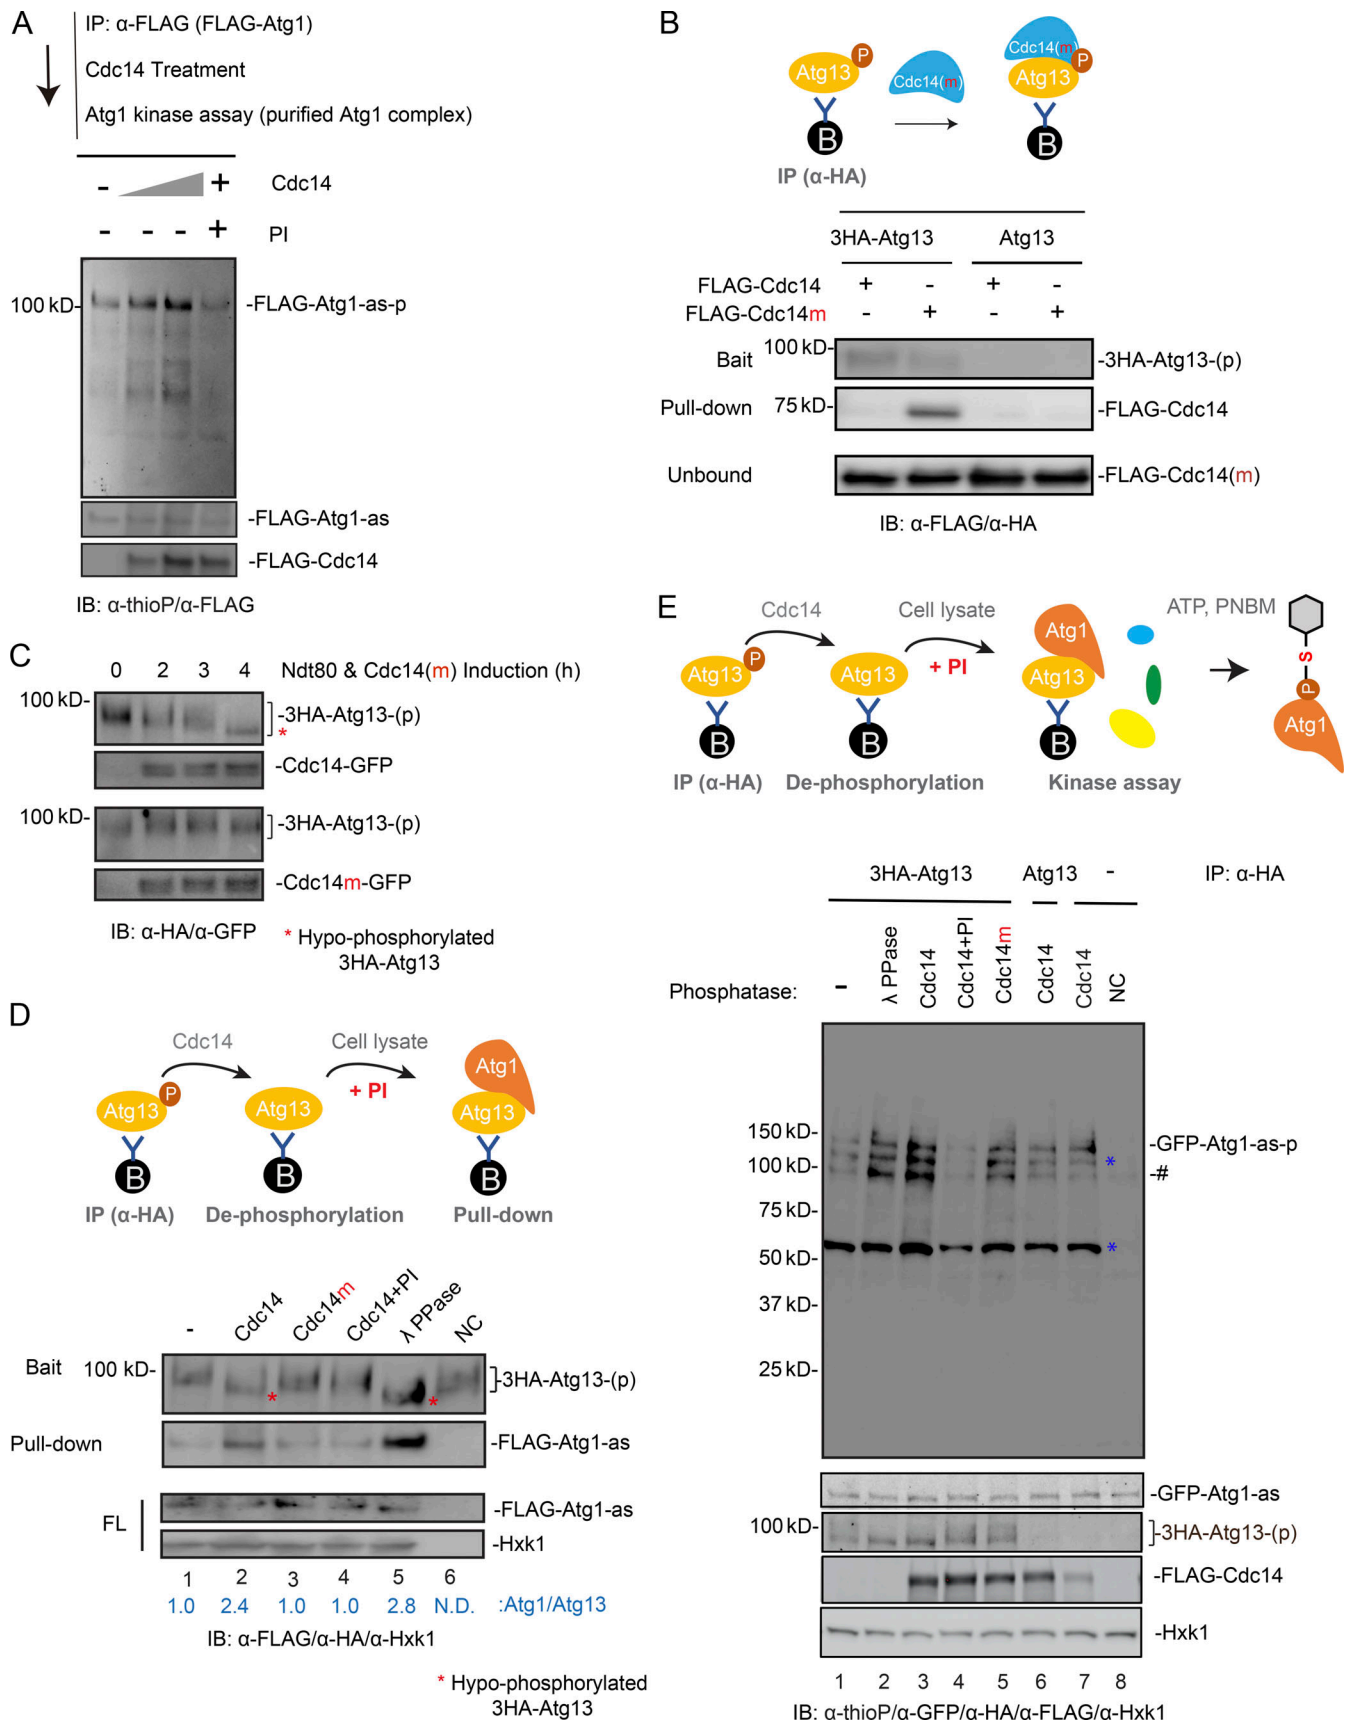 A
IP: α-FLAG (FLAG-Atg1)
Cdc14 Treatment
Atg1 kinase assay (purified Atg1 complex)
- + Cdc14
- - - + PI
100 kD- -FLAG-Atg1-as-p
-FLAG-Atg1-as
-FLAG-Cdc14
IB: α-thioP/α-FLAG
B
Atg13 P Cdc14(m) Cdc14(m) Atg13 P
B B
IP (α-HA)
3HA-Atg13 Atg13
FLAG-Cdc14 + - + -
FLAG-Cdc14m - + - +
Bait 100 kD- -3HA-Atg13-(p)
Pull-down 75 kD- -FLAG-Cdc14
Unbound -FLAG-Cdc14(m)
IB: α-FLAG/α-HA
C
0 2 3 4 Ndt80 & Cdc14(m) Induction (h)
100 kD- -3HA-Atg13-(p)
*
-Cdc14-GFP
100 kD- -3HA-Atg13-(p)
-Cdc14m-GFP
IB: α-HA/α-GFP
* Hypo-phosphorylated
3HA-Atg13
D
Cdc14 Cell lysate
+ PI
Atg13 P Atg13 Atg1 Atg13
B B B
IP (α-HA) De-phosphorylation Pull-down
- Cdc14 Cdc14m Cdc14+PI λ PPase NC
Bait 100 kD- -3HA-Atg13-(p)
* *
Pull-down -FLAG-Atg1-as
FL -FLAG-Atg1-as
-Hxk1
1 2 3 4 5 6
1.0 2.4 1.0 1.0 2.8 N.D. :Atg1/Atg13
IB: α-FLAG/α-HA/α-Hxk1
* Hypo-phosphorylated
3HA-Atg13
E
Cdc14 Cell lysate ATP, PNBM
+ PI
Atg13 P Atg13 Atg1 Atg13 S P Atg1
B B B
IP (α-HA) De-phosphorylation Kinase assay
3HA-Atg13 Atg13 - IP: α-HA
Phosphatase: - λ PPase Cdc14 Cdc14+PI Cdc14m Cdc14 Cdc14 NC
150 kD- -GFP-Atg1-as-p
*
100 kD- -#
75 kD-
50 kD- *
37 kD-
25 kD-
-GFP-Atg1-as
100 kD- -3HA-Atg13-(p)
-FLAG-Cdc14
-Hxk1
1 2 3 4 5 6 7 8
IB: α-thioP/α-GFP/α-HA/α-FLAG/α-Hxk1